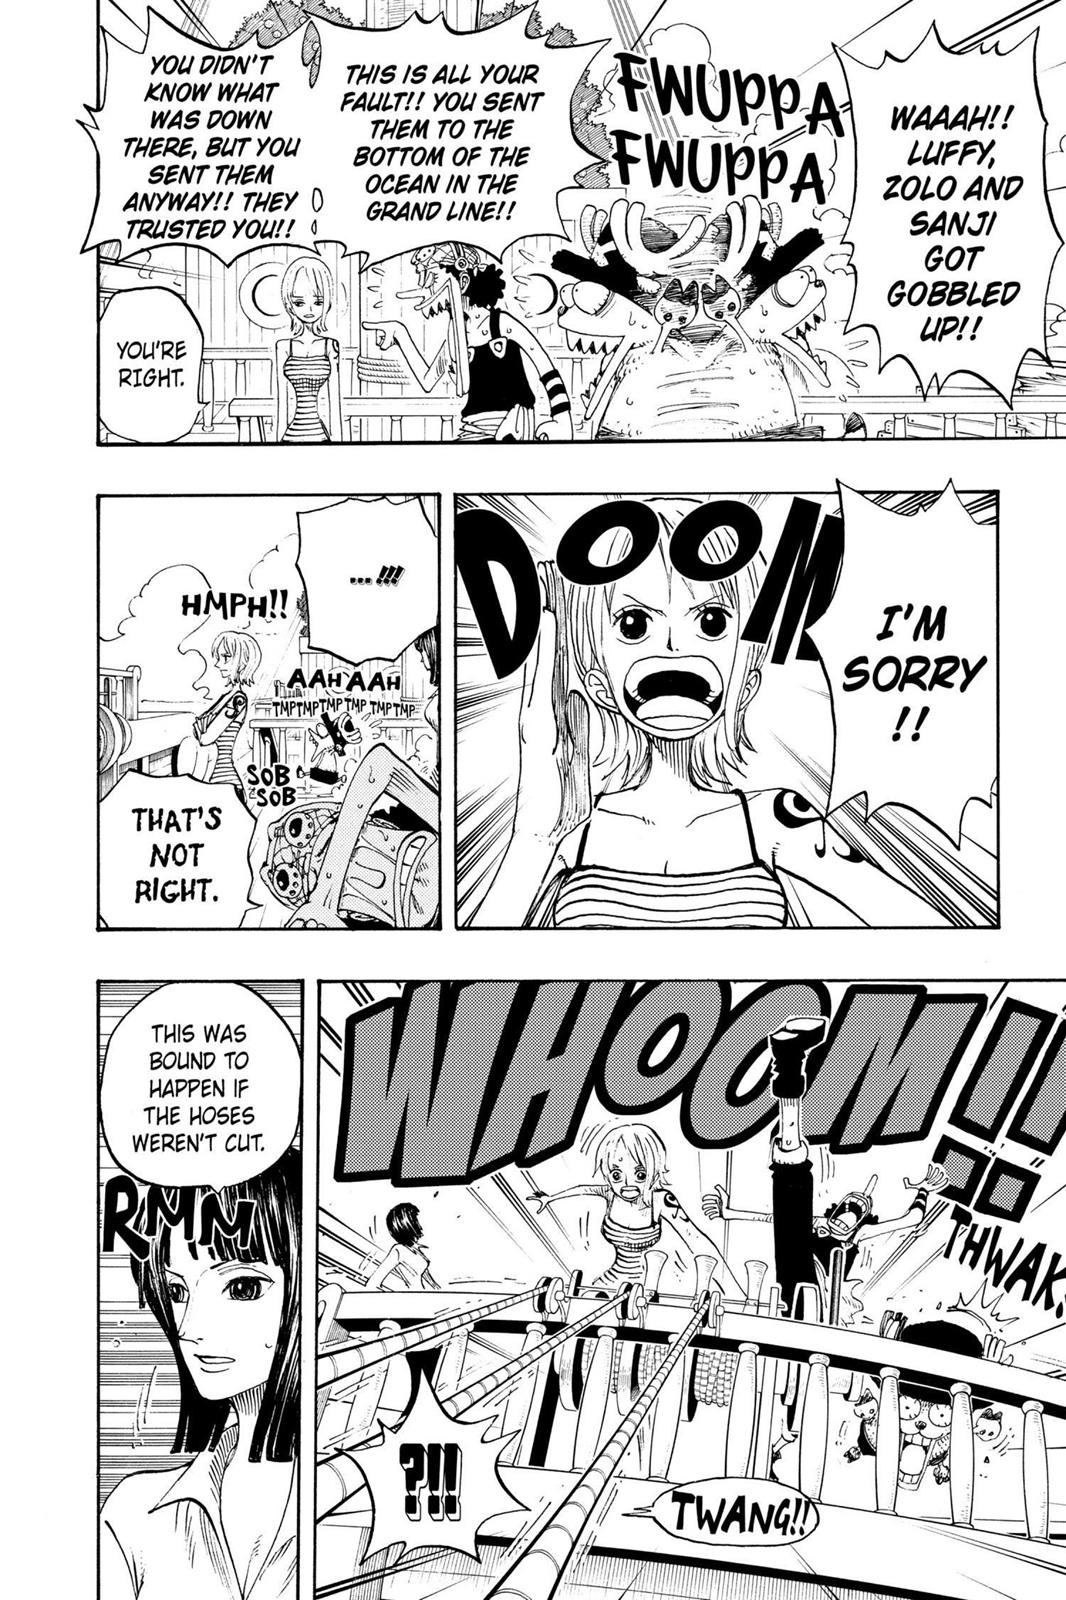 WAAAH!!
LUFFY,
ZOLO AND
SANJI
GOT
GOBBLED
UP!!
FWUPPA
FWUPPA
THIS IS ALL YOUR
FAULT!! YOU SENT
THEM TO THE
BOTTOM OF THE
OCEAN IN THE
GRAND LINE!!
YOU DIDN'T
KNOW WHAT
WAS DOWN
THERE, BUT YOU
SENT THEM
ANYWAY!! THEY
TRUSTED YOU!!
YOU'RE
RIGHT.
I'M
SORRY
!!
DOOM
...!!!
HMPH!!
AAH AAH
TMP TMP TMP TMP TMP TMP
SOB
SOB
THAT'S
NOT
RIGHT.
WHOOM!!
THWAK!
?!!
TWANG!!
THIS WAS
BOUND TO
HAPPEN IF
THE HOSES
WEREN'T CUT.
RMM